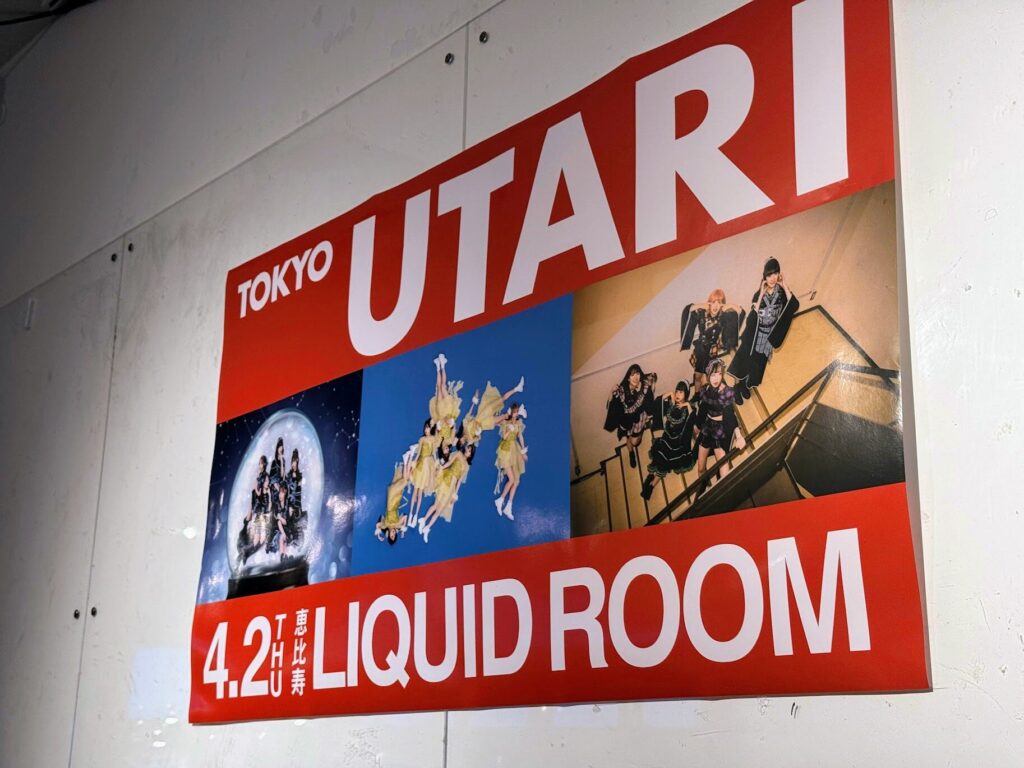 TOKYO UTARI
4.2 THU 恵比寿 LIQUID ROOM